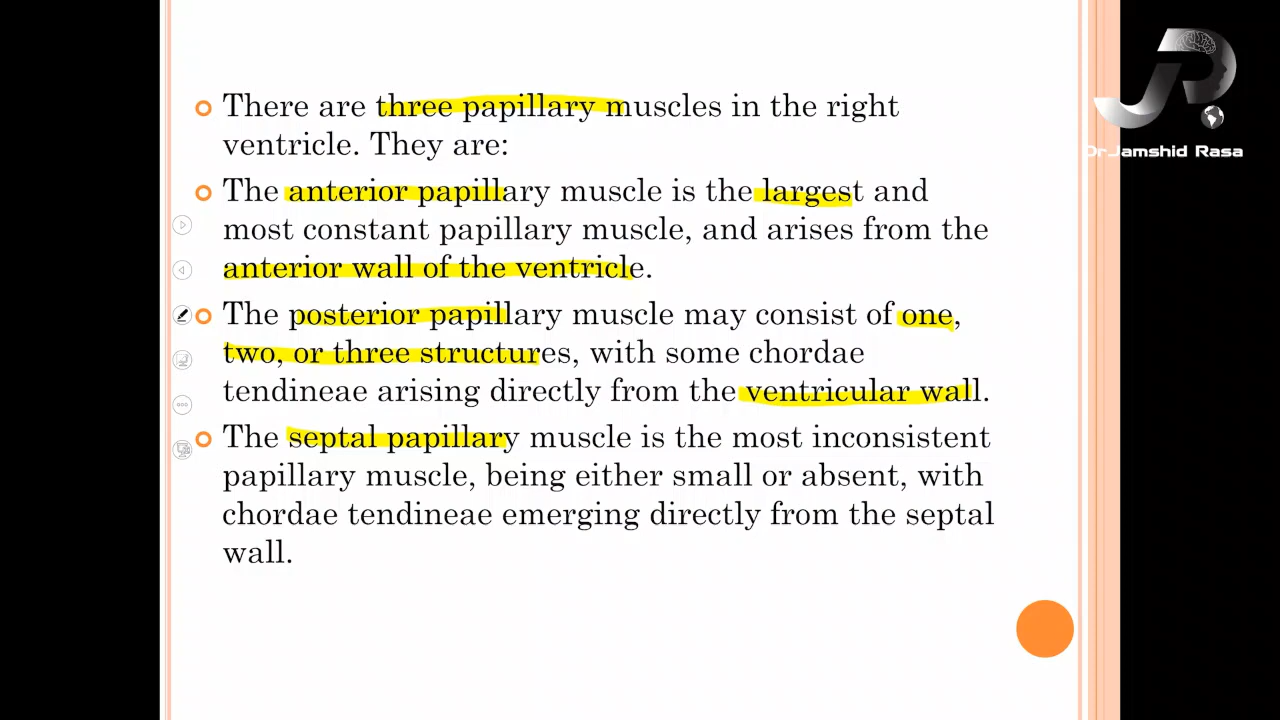 There are three papillary muscles in the right
ventricle. They are:
The anterior papillary muscle is the largest and
most constant papillary muscle, and arises from the
anterior wall of the ventricle.
The posterior papillary muscle may consist of one,
two, or three structures, with some chordae
tendineae arising directly from the ventricular wall.
The septal papillary muscle is the most inconsistent
papillary muscle, being either small or absent, with
chordae tendineae emerging directly from the septal
wall.
Dr.Jamshid Rasa